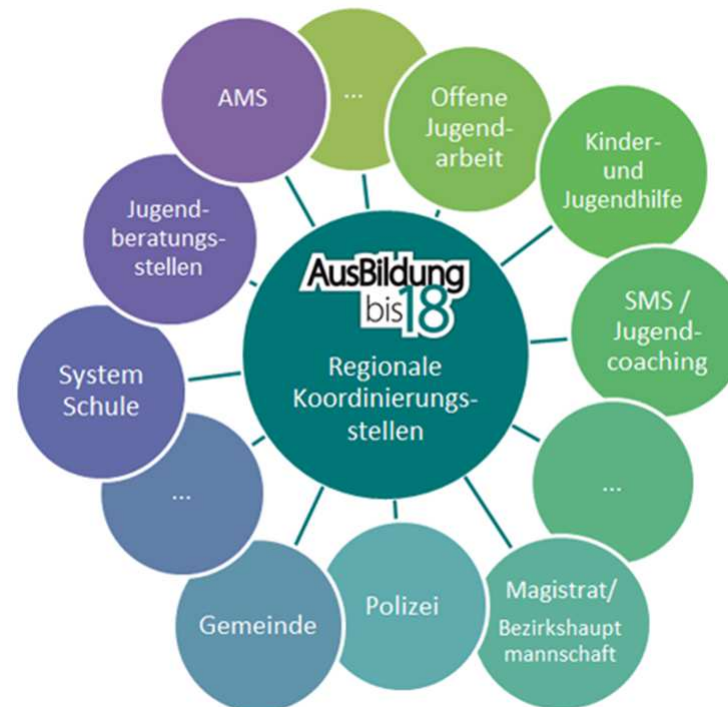 AMS
...
Offene
Jugend-
arbeit
Kinder-
und
Jugendhilfe
SMS /
Jugend-
coaching
...
Magistrat/
Bezirkshaupt
mannschaft
Polizei
Gemeinde
...
System
Schule
Jugend-
beratungs-
stellen
AusBildung
bis18
Regionale
Koordinierungs-
stellen